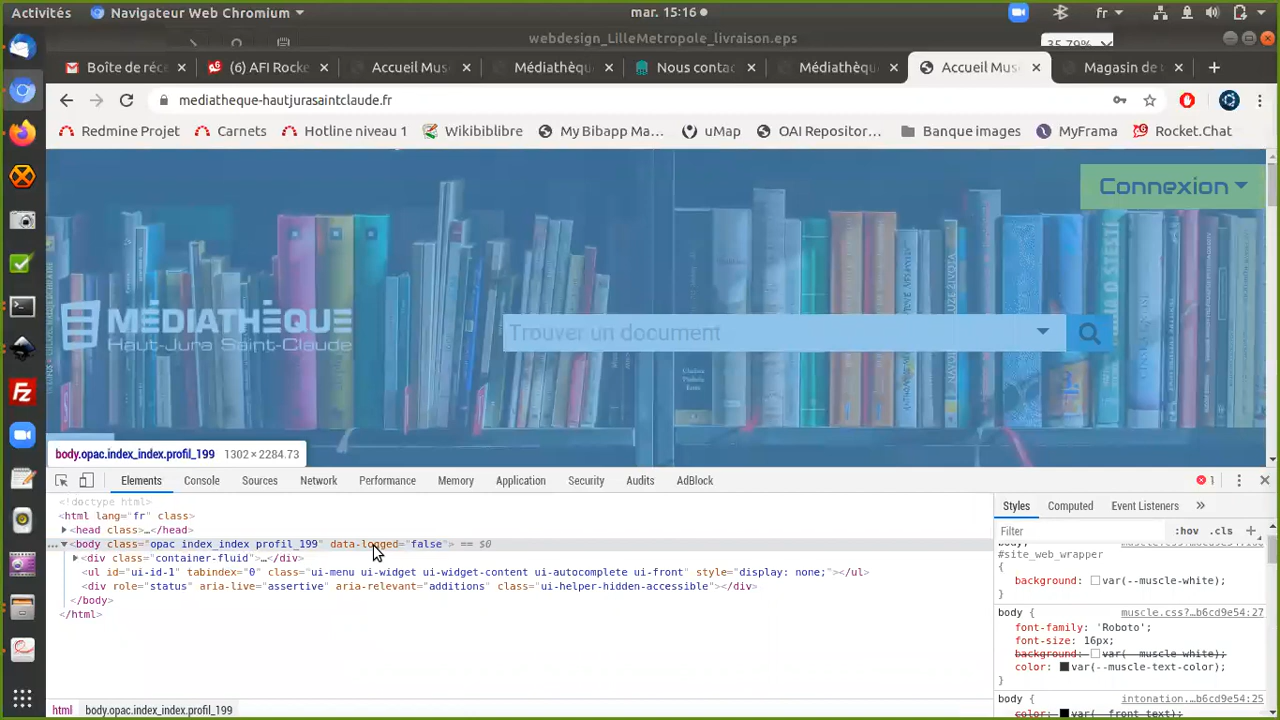 Activités Navigateur Web Chromium mar. 15:16 fr
webdesign_LilleMetropole_livraison.eps
35,79%
Boîte de réc (6) AFI Rocke Accueil Mus Médiathèqu Nous contac Médiathèqu Accueil Mus Magasin de
mediatheque-hautjurasaintclaude.fr
Redmine Projet Carnets Hotline niveau 1 Wikibiblibre My Bibapp Ma... uMap OAI Repositor... Banque images MyFrama Rocket.Chat
Connexion
MÉDIATHÈQUE
Haut-Jura Saint-Claude
Trouver un document
body.opac.index_index.profil_199 1302 × 2284.73
Elements Console Sources Network Performance Memory Application Security Audits AdBlock 1
<!doctype html>
<html lang="fr" class>
<head class>…</head>
<body class="opac index_index profil_199" data-logged="false"> == $0
<div class="container-fluid">…</div>
<ul id="ui-id-1" tabindex="0" class="ui-menu ui-widget ui-widget-content ui-autocomplete ui-front" style="display: none;"></ul>
<div role="status" aria-live="assertive" aria-relevant="additions" class="ui-helper-hidden-accessible"></div>
</body>
</html>
html body.opac.index_index.profil_199
Styles Computed Event Listeners »
Filter :hov .cls +
#site_web_wrapper
{
background: var(--muscle-white);
}
body muscle.css?…b6cd9e54:27
{
font-family: 'Roboto';
font-size: 16px;
background: var(--muscle-white);
color: var(--muscle-text-color);
}
body intonation.…b6cd9e54:25
{
color: var(--front_text);